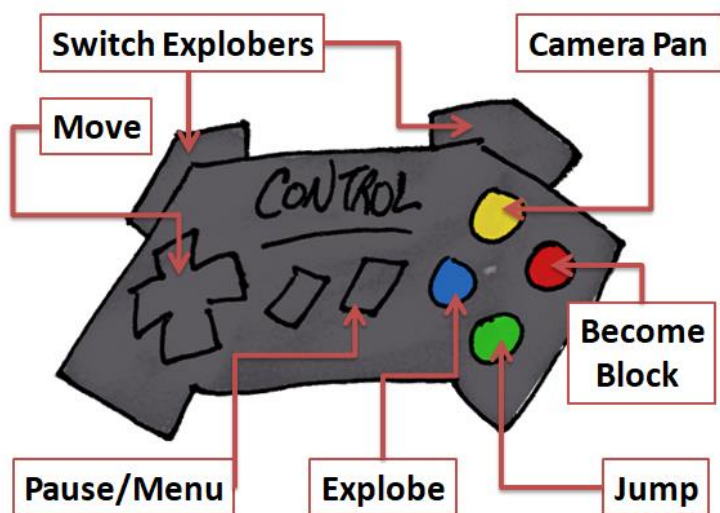 Switch Explobers
Camera Pan
Move
CONTROL
Become
Block
Pause/Menu
Explobe
Jump